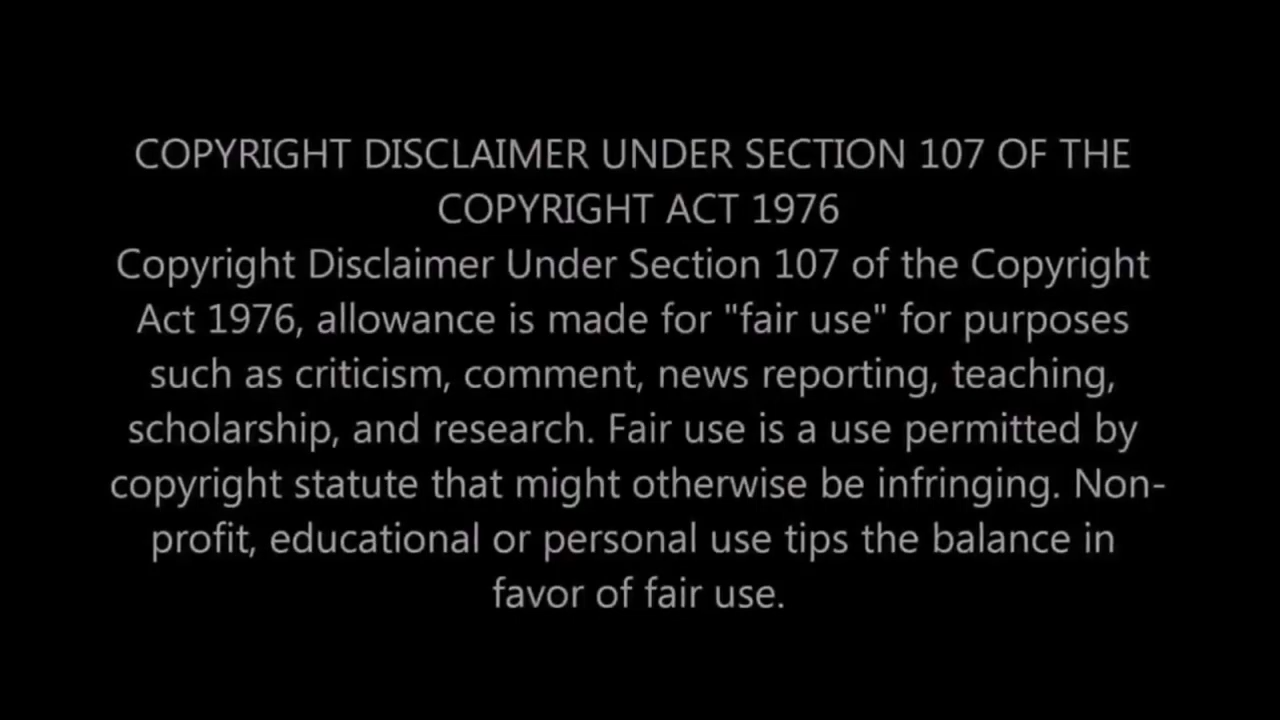 COPYRIGHT DISCLAIMER UNDER SECTION 107 OF THE
COPYRIGHT ACT 1976
Copyright Disclaimer Under Section 107 of the Copyright
Act 1976, allowance is made for "fair use" for purposes
such as criticism, comment, news reporting, teaching,
scholarship, and research. Fair use is a use permitted by
copyright statute that might otherwise be infringing. Non-
profit, educational or personal use tips the balance in
favor of fair use.